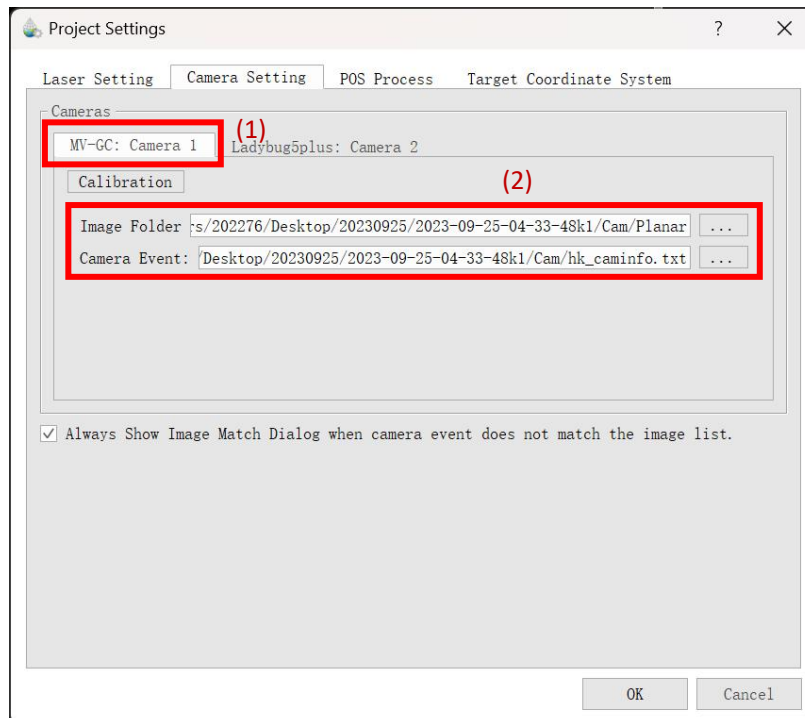 Project Settings
?
Laser Setting Camera Setting POS Process Target Coordinate System
Cameras
MV-GC: Camera 1 (1) Ladybug5plus: Camera 2
Calibration (2)
Image Folder :s/202276/Desktop/20230925/2023-09-25-04-33-48k1/Cam/Planar ...
Camera Event: /Desktop/20230925/2023-09-25-04-33-48k1/Cam/hk_caminfo.txt ...
Always Show Image Match Dialog when camera event does not match the image list.
OK Cancel